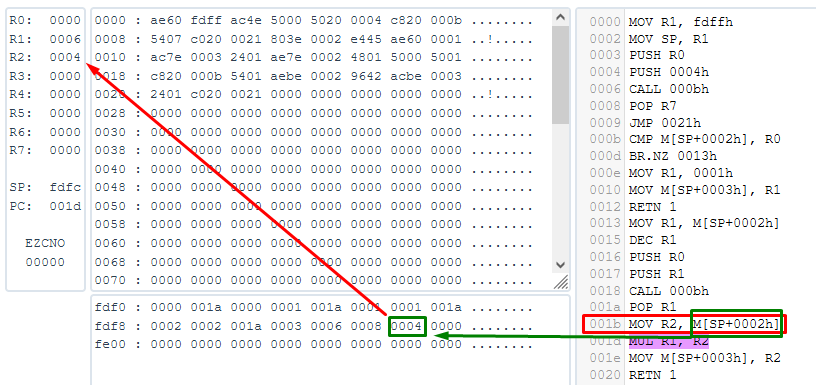 R0: 0000
R1: 0006
R2: 0004
R3: 0000
R4: 0000
R5: 0000
R6: 0000
R7: 0000
SP: fdfc
PC: 001d
EZCNO
00000
0000 : ae60 fdff ac4e 5000 5020 0004 c820 000b ........
0008 : 5407 c020 0021 803e 0002 e445 ae60 0001 ..!.....
0010 : ac7e 0003 2401 ae7e 0002 4801 5000 5001 ........
0018 : c820 000b 5401 aebe 0002 9642 acbe 0003 ........
0020 : 2401 c020 0021 0000 0000 0000 0000 0000 ..!.....
0028 : 0000 0000 0000 0000 0000 0000 0000 0000 ........
0030 : 0000 0000 0000 0000 0000 0000 0000 0000 ........
0038 : 0000 0000 0000 0000 0000 0000 0000 0000 ........
0040 : 0000 0000 0000 0000 0000 0000 0000 0000 ........
0048 : 0000 0000 0000 0000 0000 0000 0000 0000 ........
0050 : 0000 0000 0000 0000 0000 0000 0000 0000 ........
0058 : 0000 0000 0000 0000 0000 0000 0000 0000 ........
0060 : 0000 0000 0000 0000 0000 0000 0000 0000 ........
0068 : 0000 0000 0000 0000 0000 0000 0000 0000 ........
0070 : 0000 0000 0000 0000 0000 0000 0000 0000 ........
fdf0 : 0000 001a 0000 0001 001a 0001 0001 001a ........
fdf8 : 0002 0002 001a 0003 0006 0008 0004 0000 ........
fe00 : 0000 0000 0000 0000 0000 0000 0000 0000 ........
0000 MOV R1, fdffh
0002 MOV SP, R1
0003 PUSH R0
0004 PUSH 0004h
0006 CALL 000bh
0008 POP R7
0009 JMP 0021h
000b CMP M[SP+0002h], R0
000d BR.NZ 0013h
000e MOV R1, 0001h
0010 MOV M[SP+0003h], R1
0012 RETN 1
0013 MOV R1, M[SP+0002h]
0015 DEC R1
0016 PUSH R0
0017 PUSH R1
0018 CALL 000bh
001a POP R1
001b MOV R2, M[SP+0002h]
001d MUL R1, R2
001e MOV M[SP+0003h], R2
0020 RETN 1